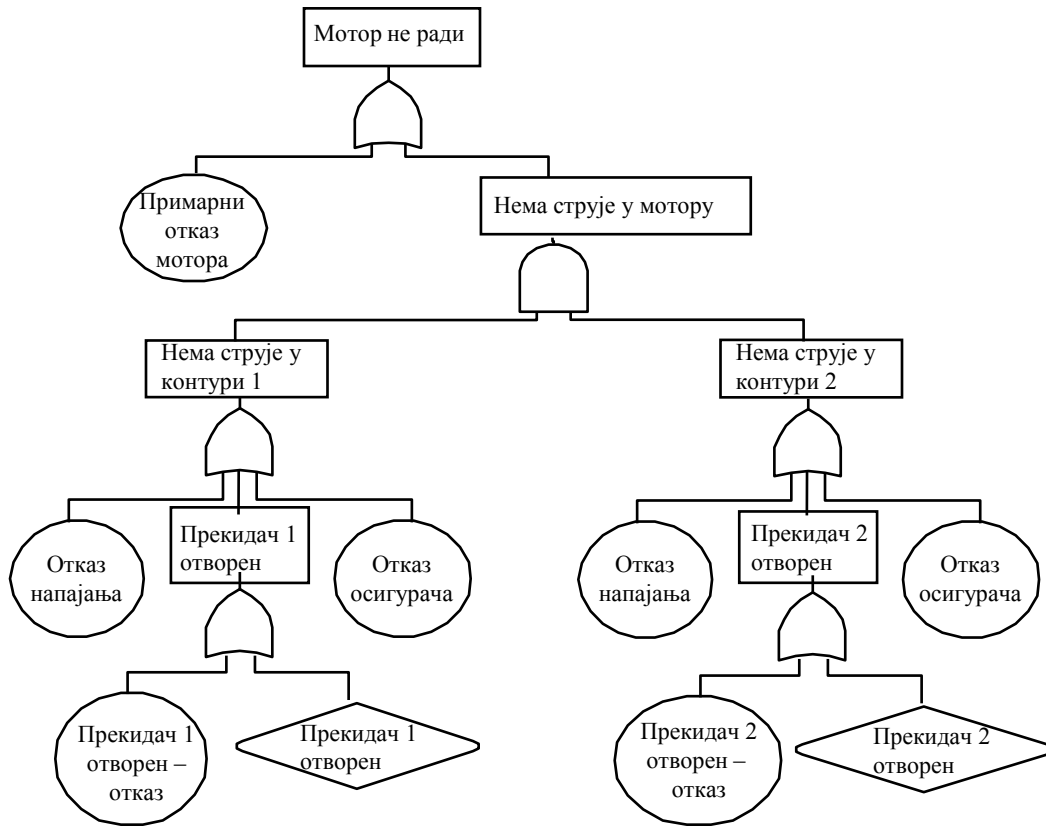 Мотор не ради
Примарни
отказ
мотора
Нема струје у мотору
Нема струје у
контури 1
Нема струје у
контури 2
Отказ
напајања
Прекидач 1
отворен
Отказ
осигурача
Отказ
напајања
Прекидач 2
отворен
Отказ
осигурача
Прекидач 1
отворен –
отказ
Прекидач 1
отворен
Прекидач 2
отворен –
отказ
Прекидач 2
отворен